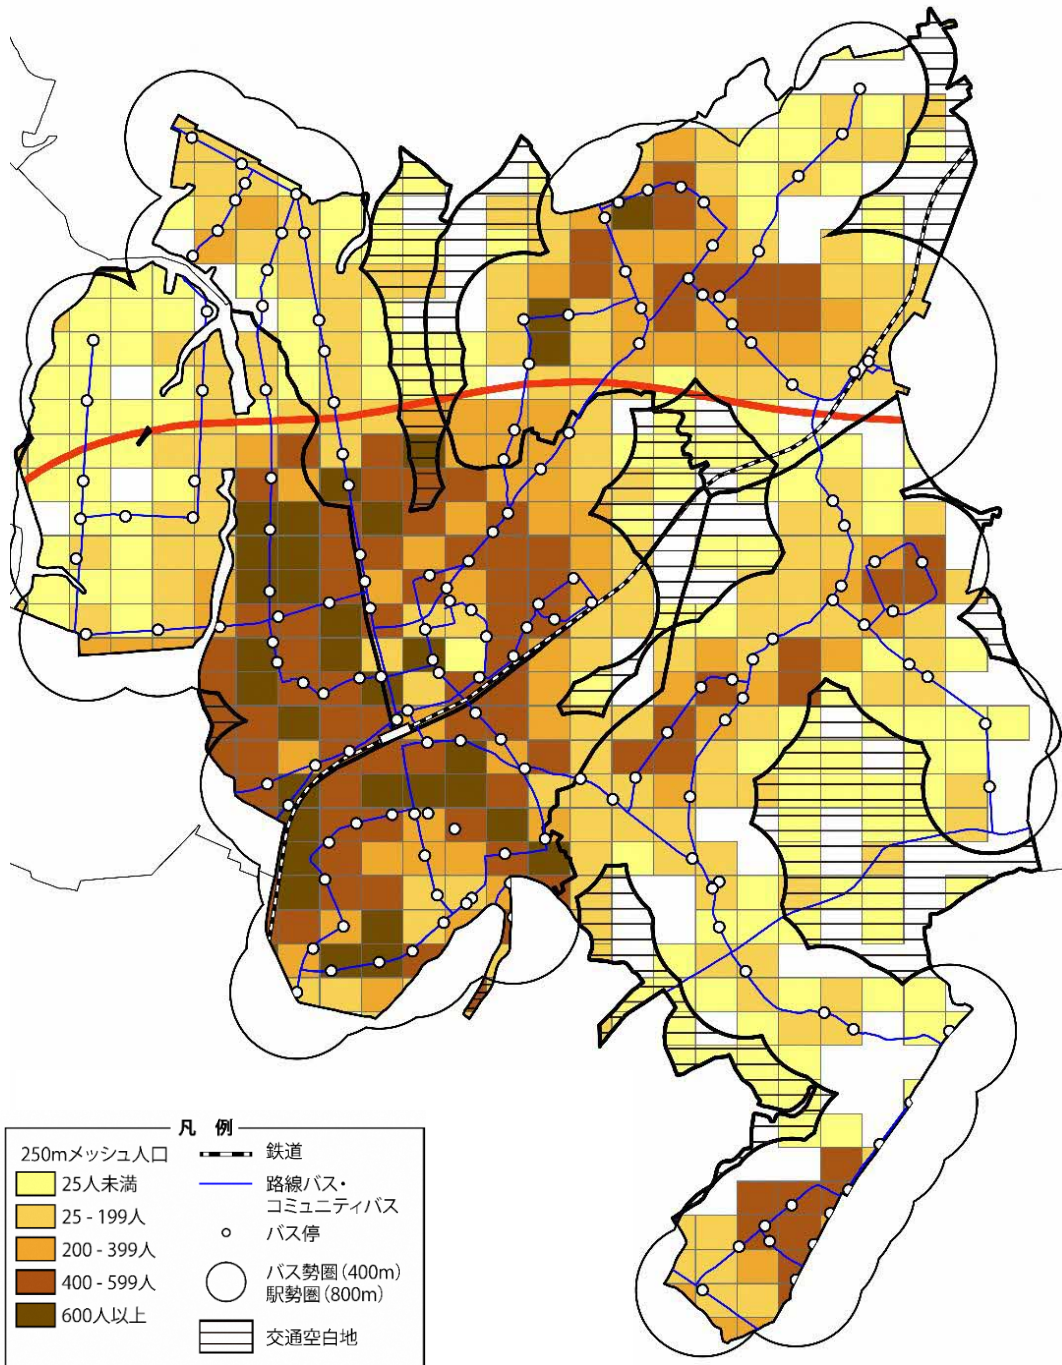 凡 例
250mメッシュ人口
25人未満
25 - 199人
200 - 399人
400 - 599人
600人以上
鉄道
路線バス・
コミュニティバス
バス停
バス勢圏(400m)
駅勢圏(800m)
交通空白地